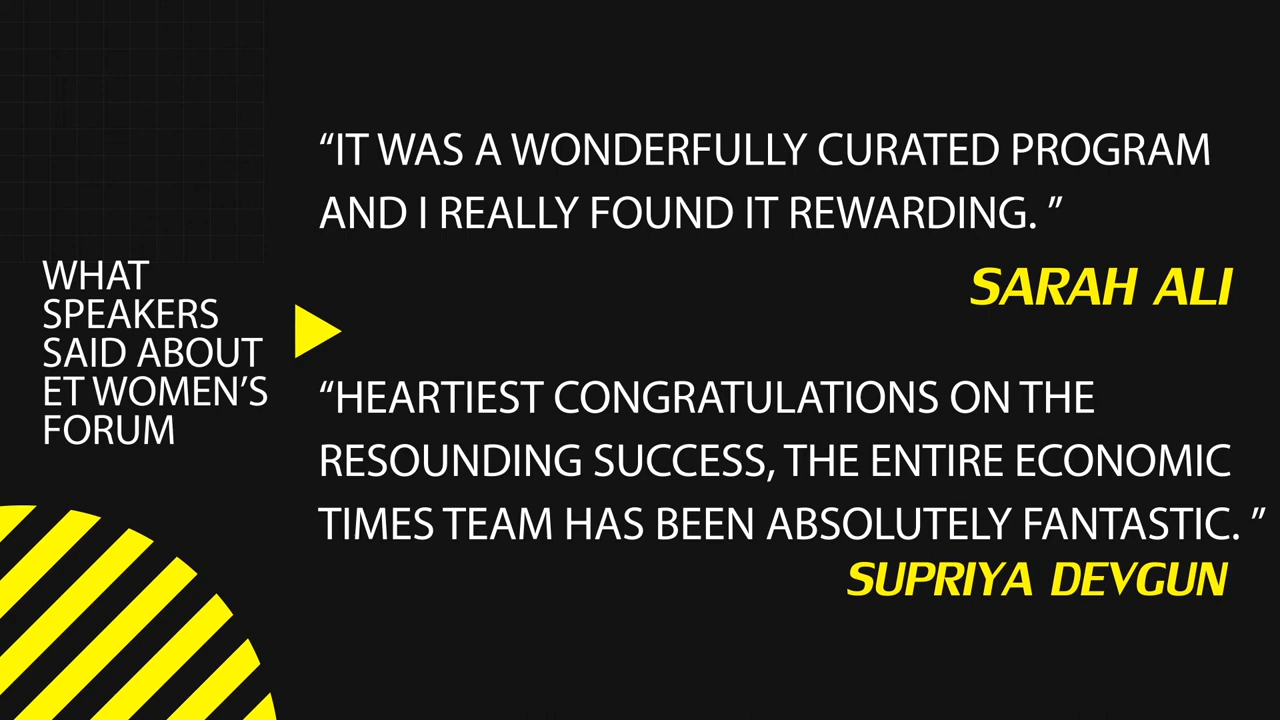 WHAT
SPEAKERS
SAID ABOUT
ET WOMEN’S
FORUM
“IT WAS A WONDERFULLY CURATED PROGRAM
AND I REALLY FOUND IT REWARDING. ”
SARAH ALI
“HEARTIEST CONGRATULATIONS ON THE
RESOUNDING SUCCESS, THE ENTIRE ECONOMIC
TIMES TEAM HAS BEEN ABSOLUTELY FANTASTIC. ”
SUPRIYA DEVGUN